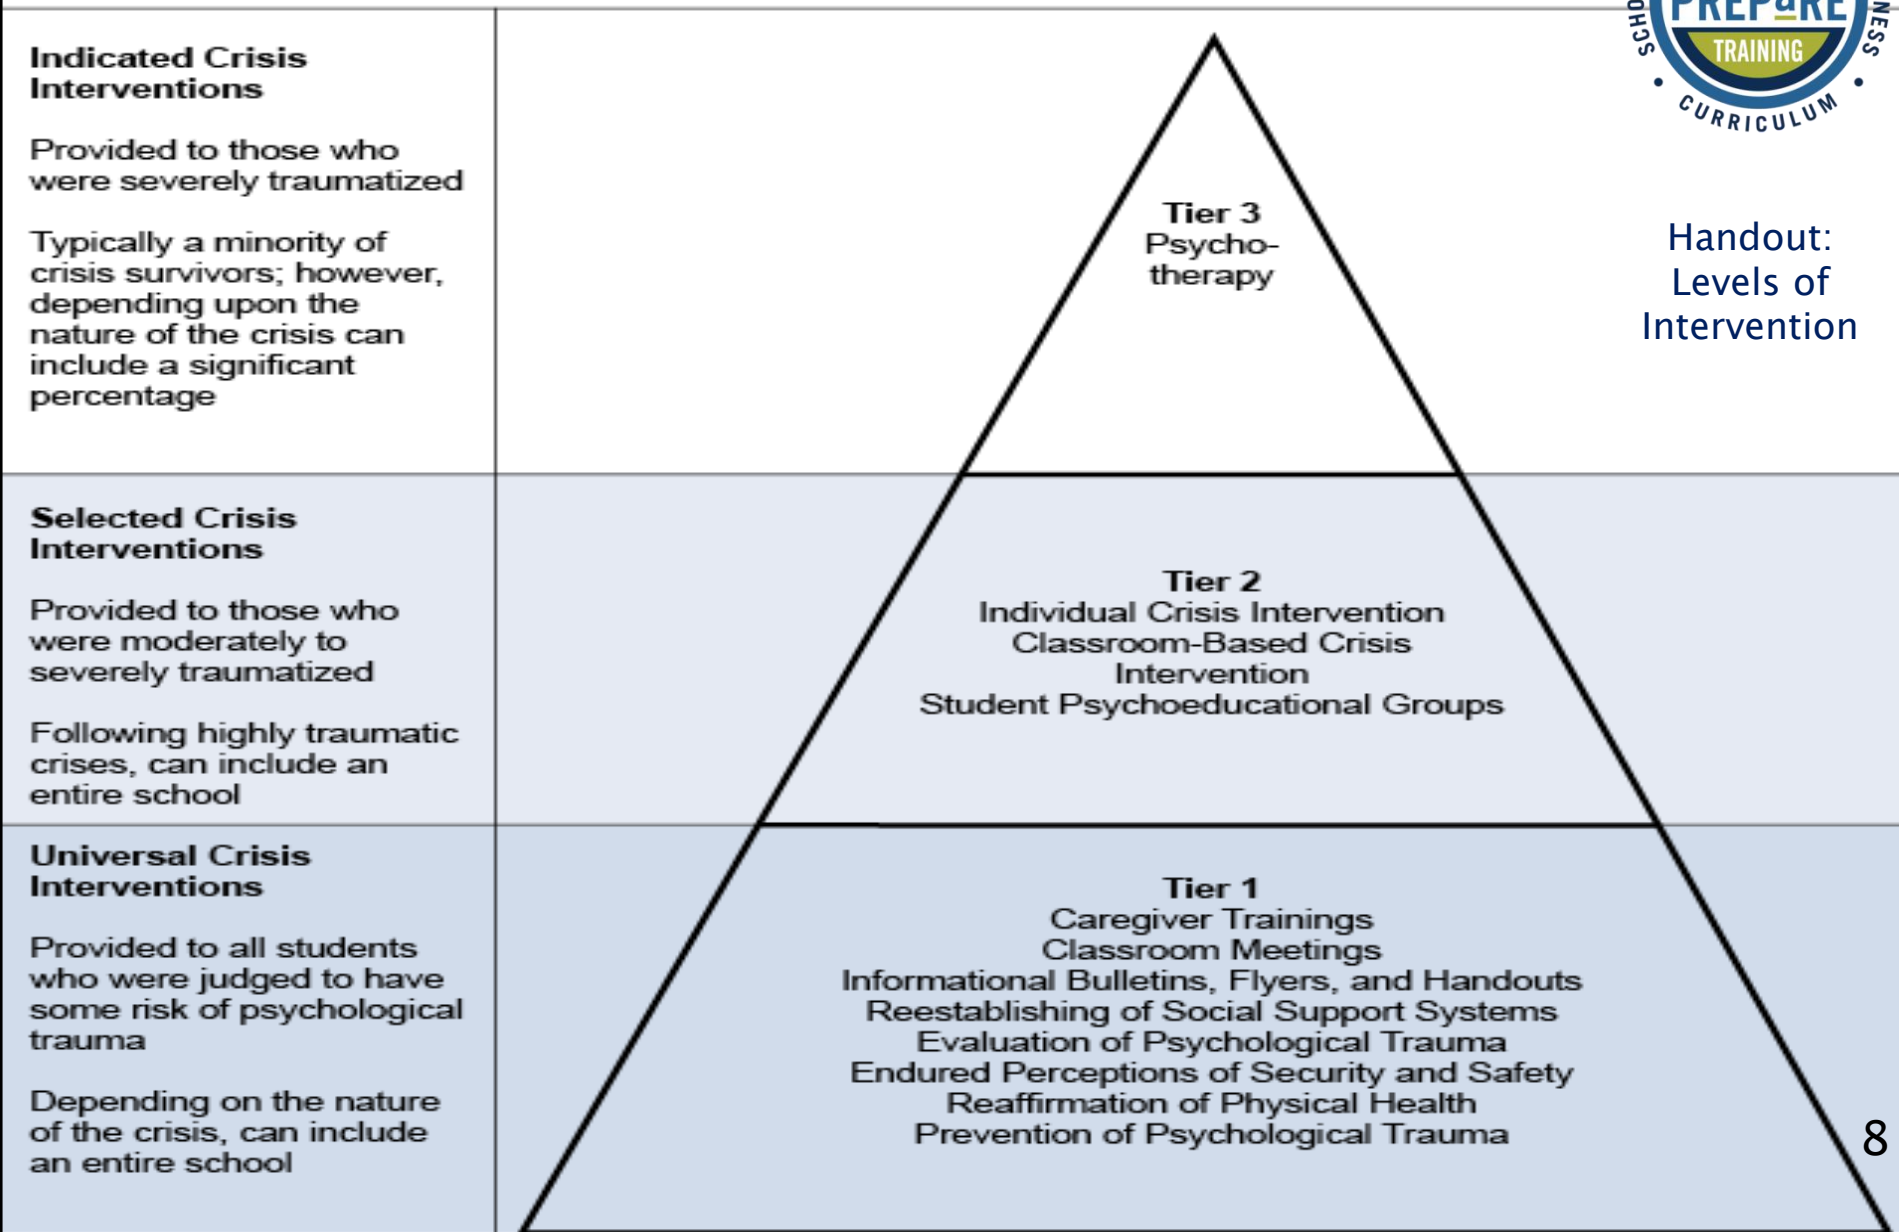 Indicated Crisis
Interventions
Provided to those who
were severely traumatized
Typically a minority of
crisis survivors; however,
depending upon the
nature of the crisis can
include a significant
percentage
Tier 3
Psycho-
therapy
PREPaRE
TRAINING
CURRICULUM
Handout:
Levels of
Intervention
Selected Crisis
Interventions
Provided to those who
were moderately to
severely traumatized
Following highly traumatic
crises, can include an
entire school
Tier 2
Individual Crisis Intervention
Classroom-Based Crisis
Intervention
Student Psychoeducational Groups
Universal Crisis
Interventions
Provided to all students
who were judged to have
some risk of psychological
trauma
Depending on the nature
of the crisis, can include
an entire school
Tier 1
Caregiver Trainings
Classroom Meetings
Informational Bulletins, Flyers, and Handouts
Reestablishing of Social Support Systems
Evaluation of Psychological Trauma
Endured Perceptions of Security and Safety
Reaffirmation of Physical Health
Prevention of Psychological Trauma
8